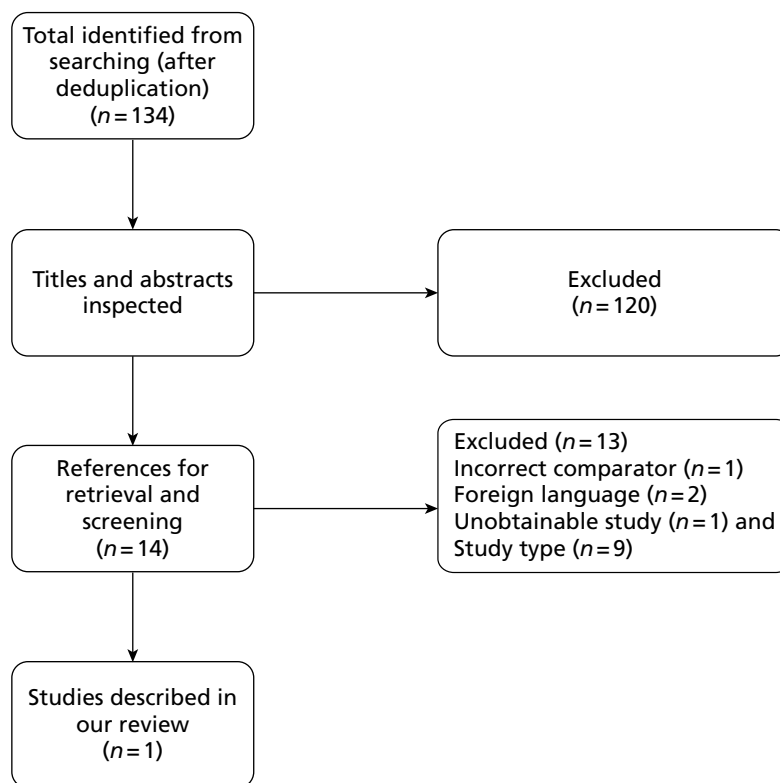 Total identified from
searching (after
deduplication)
(n=134)
Titles and abstracts
inspected
Excluded
(n=120)
References for
retrieval and
screening
(n=14)
Excluded (n=13)
Incorrect comparator (n=1)
Foreign language (n=2)
Unobtainable study (n=1) and
Study type (n=9)
Studies described in
our review
(n=1)